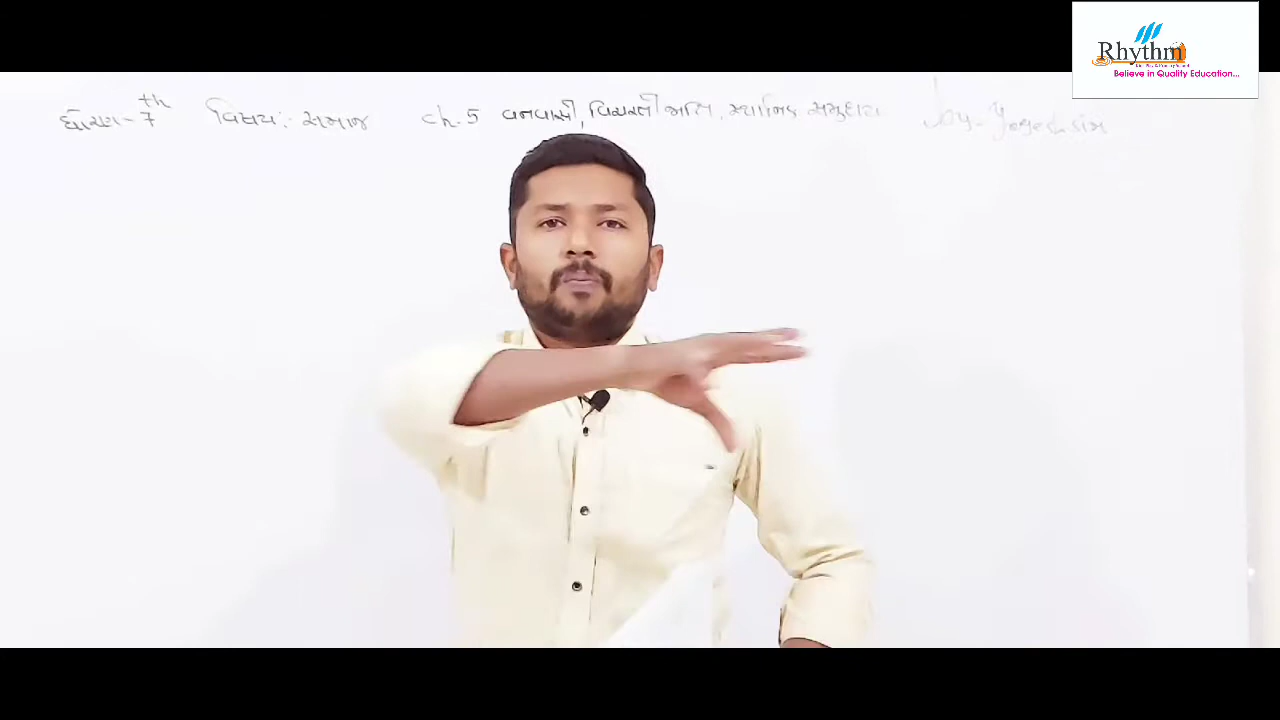 Rhythm
Believe in Quality Education...
ધોરણ-7th વિષય:- સમાજ ch.5 વનવાસી, વિચરતી જાતિ, સ્થાનિક સમુદાય